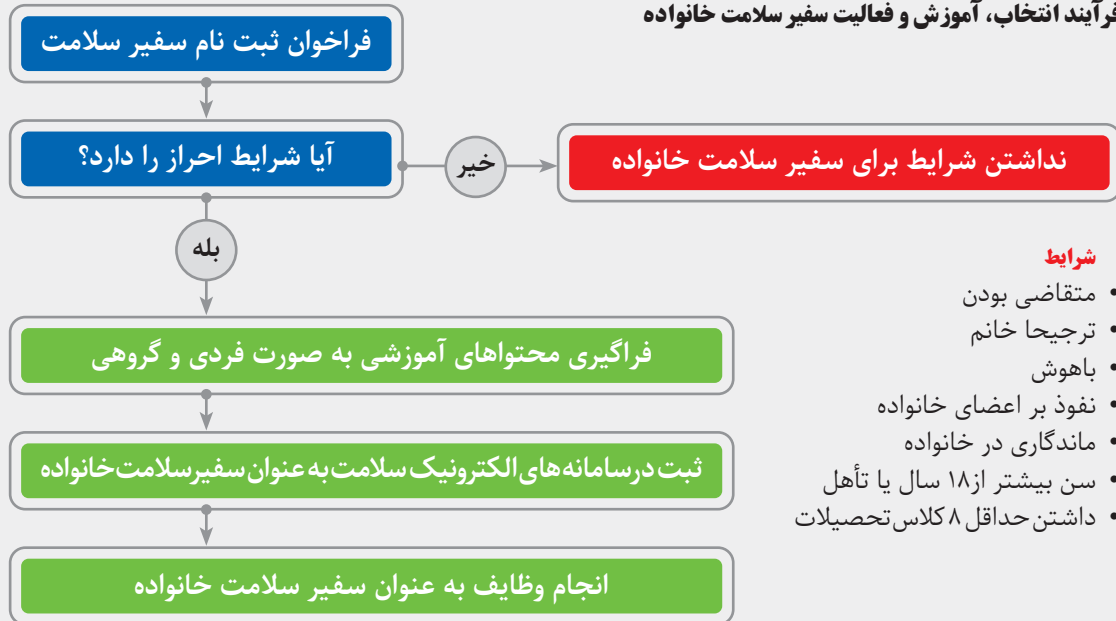 فرآیند انتخاب، آموزش و فعالیت سفیر سلامت خانواده
فراخوان ثبت نام سفیر سلامت
آیا شرایط احراز را دارد؟
خیر
نداشتن شرایط برای سفیر سلامت خانواده
بله
فراگیری محتواهای آموزشی به صورت فردی و گروهی
ثبت در سامانه‌های الکترونیک سلامت به عنوان سفیر سلامت خانواده
انجام وظایف به عنوان سفیر سلامت خانواده
شرایط
• متقاضی بودن
• ترجیحا خانم
• باهوش
• نفوذ بر اعضای خانواده
• ماندگاری در خانواده
• سن بیشتر از۱۸ سال یا تأهل
• داشتن حداقل ۸ کلاس تحصیلات